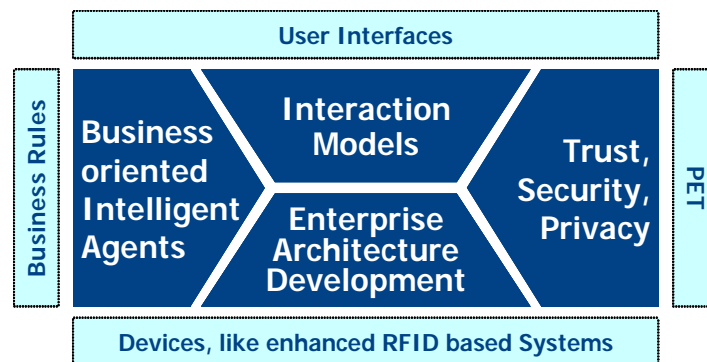 User Interfaces
Business Rules
Business
oriented
Intelligent
Agents
Interaction
Models
Enterprise
Architecture
Development
Trust,
Security,
Privacy
PET
Devices, like enhanced RFID based Systems